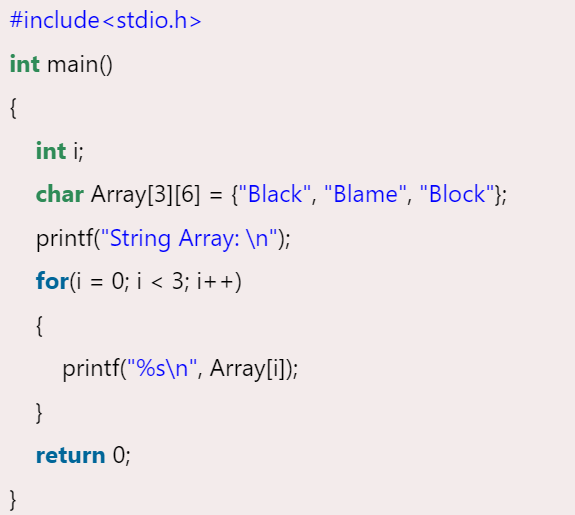 #include<stdio.h>
int main()
{
int i;
char Array[3][6] = {"Black", "Blame", "Block"};
printf("String Array: \n");
for(i = 0; i < 3; i++)
{
printf("%s\n", Array[i]);
}
return 0;
}